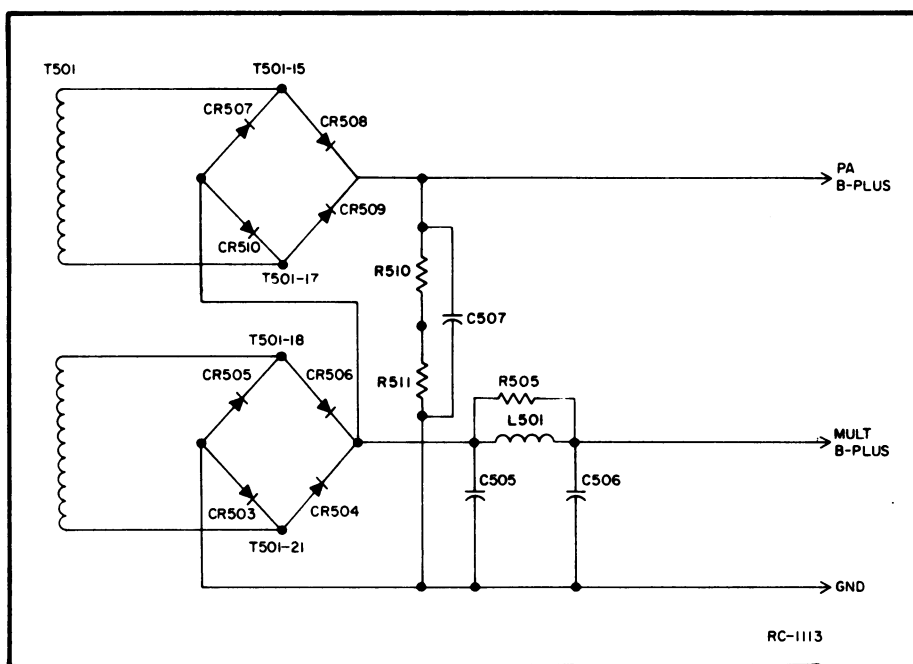 T501
T501-15
CR507
CR508
PA
B-PLUS
CR510
CR509
T501-17
R510
C507
T501-18
CR505
CR506
R511
R505
L501
MULT
B-PLUS
C505
C506
CR503
CR504
T501-21
GND
RC-1113